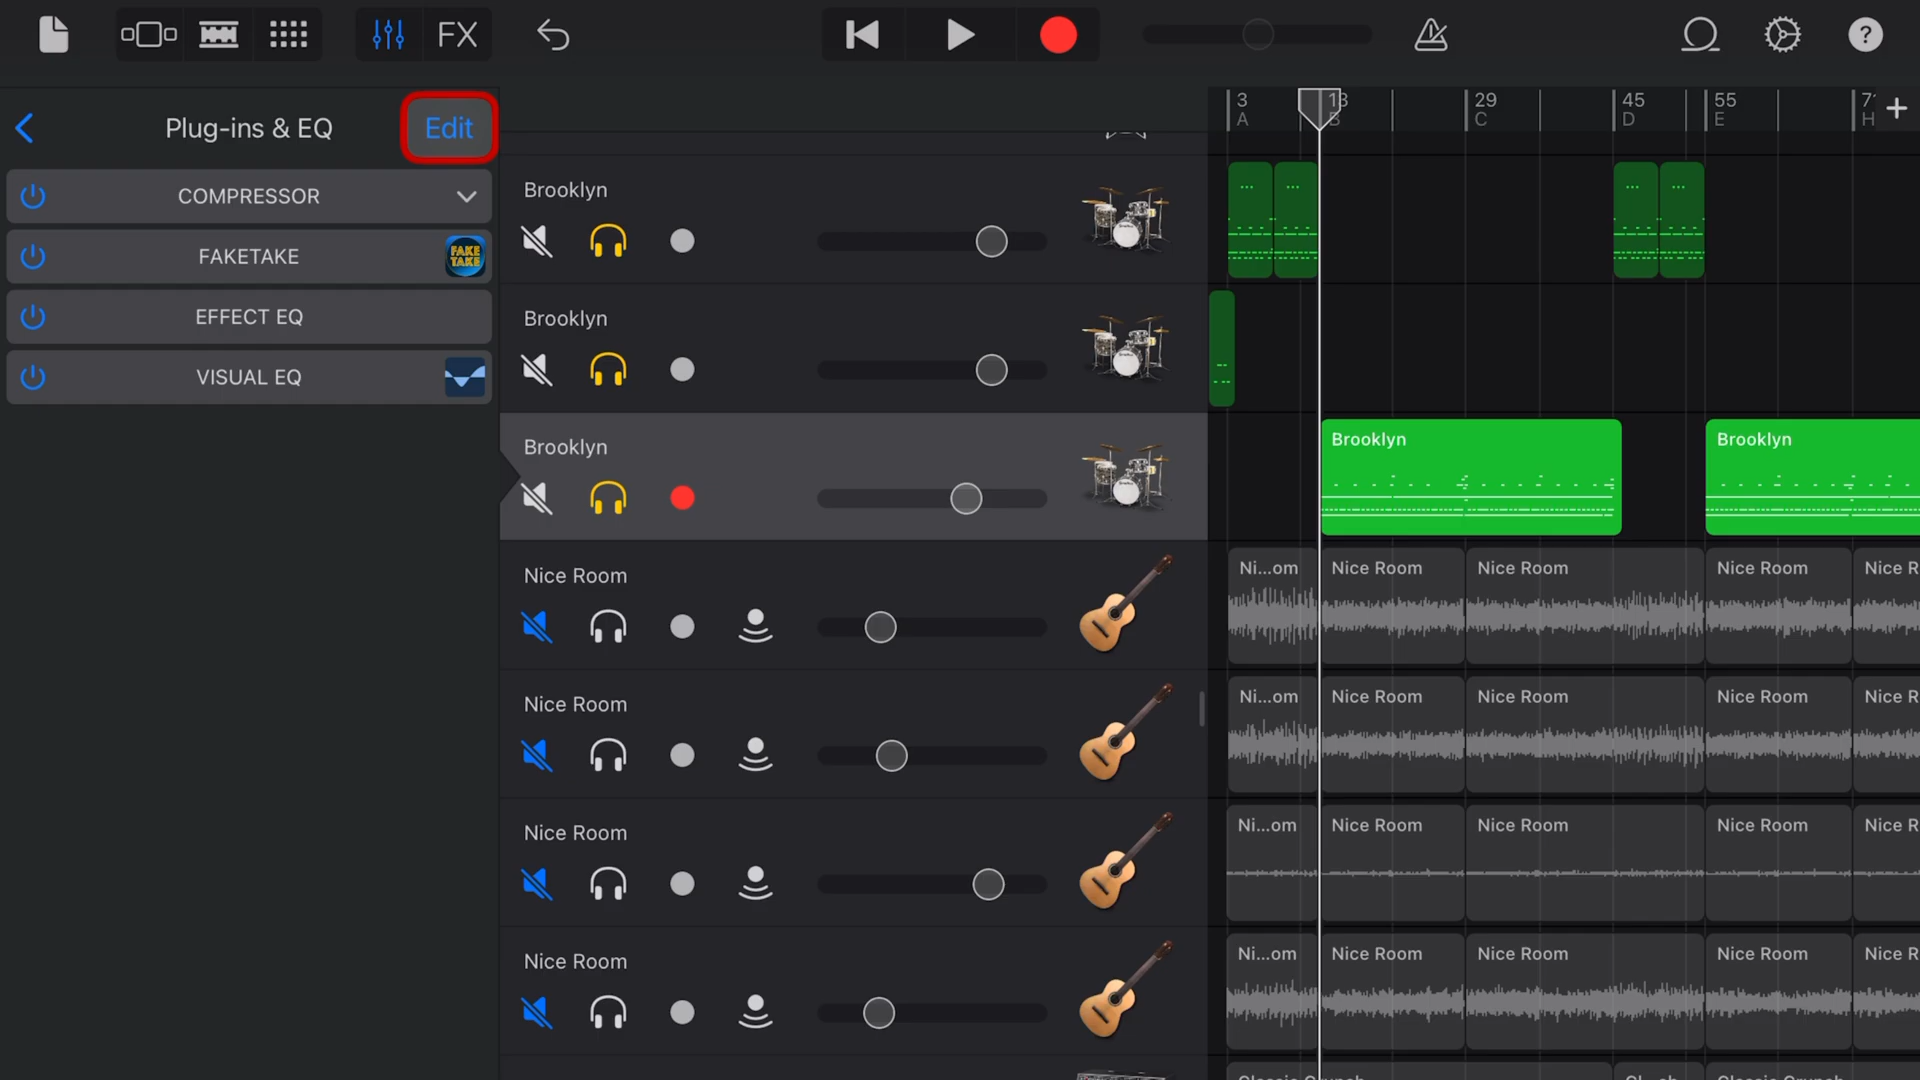 FX
Plug-ins & EQ
Edit
COMPRESSOR
FAKETAKE
FAKE
TAKE
EFFECT EQ
VISUAL EQ
3
A
13
B
29
C
45
D
55
E
H
+
?
Brooklyn
Brooklyn
Brooklyn
Brooklyn
Brooklyn
Nice Room
Ni...om
Nice Room
Nice Room
Nice Room
Nice R
Nice Room
Ni...om
Nice Room
Nice Room
Nice Room
Nice R
Nice Room
Ni...om
Nice Room
Nice Room
Nice Room
Nice R
Nice Room
Ni...om
Nice Room
Nice Room
Nice Room
Nice R